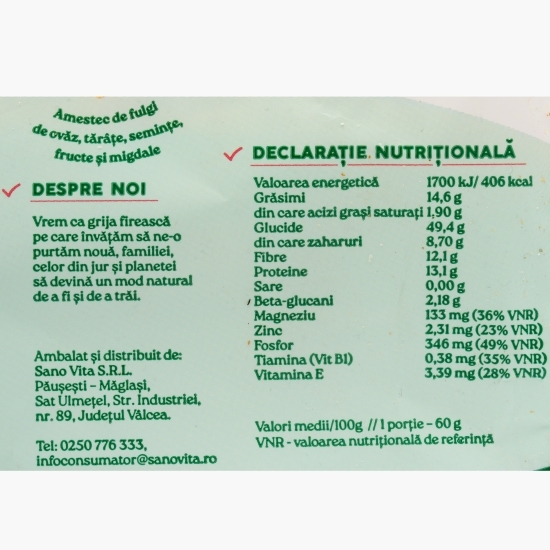 Amestec de fulgi
de ovăz, tărâțe, semințe,
fructe și migdale
DESPRE NOI
Vrem ca grija firească
pe care învățăm să ne-o
purtăm nouă, familiei,
celor din jur și planetei
să devină un mod natural
de a fi și de a trăi.
Ambalat și distribuit de:
Sano Vita S.R.L.
Păușești - Măglași,
Sat Ulmețel, Str. Industriei,
nr. 89, Județul Vâlcea.
Tel: 0250 776 333,
infoconsumator@sanovita.ro
DECLARAȚIE NUTRIȚIONALĂ
Valoarea energetică 1700 kJ/ 406 kcal
Grăsimi 14,6 g
din care acizi grași saturați 1,90 g
Glucide 49,4 g
din care zaharuri 8,70 g
Fibre 12,1 g
Proteine 13,1 g
Sare 0,00 g
Beta-glucani 2,18 g
Magneziu 133 mg (36% VNR)
Zinc 2,31 mg (23% VNR)
Fosfor 346 mg (49% VNR)
Tiamina (Vit B1) 0,38 mg (35% VNR)
Vitamina E 3,39 mg (28% VNR)
Valori medii/100g // 1 porție - 60 g
VNR - valoarea nutrițională de referință